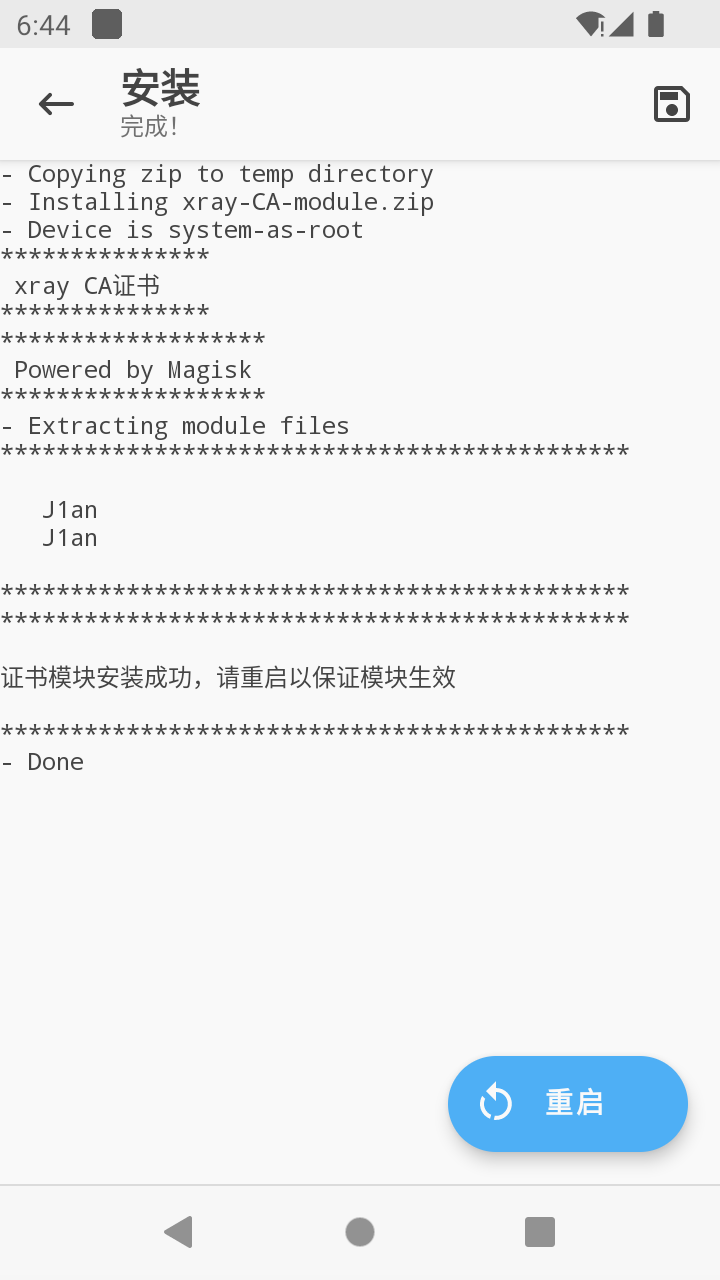 6:44
安装
完成！
- Copying zip to temp directory
- Installing xray-CA-module.zip
- Device is system-as-root
***************
xray CA证书
***************
*******************
Powered by Magisk
*******************
- Extracting module files
*********************************************
J1an
J1an
*********************************************
*********************************************
证书模块安装成功，请重启以保证模块生效
*********************************************
- Done
重启